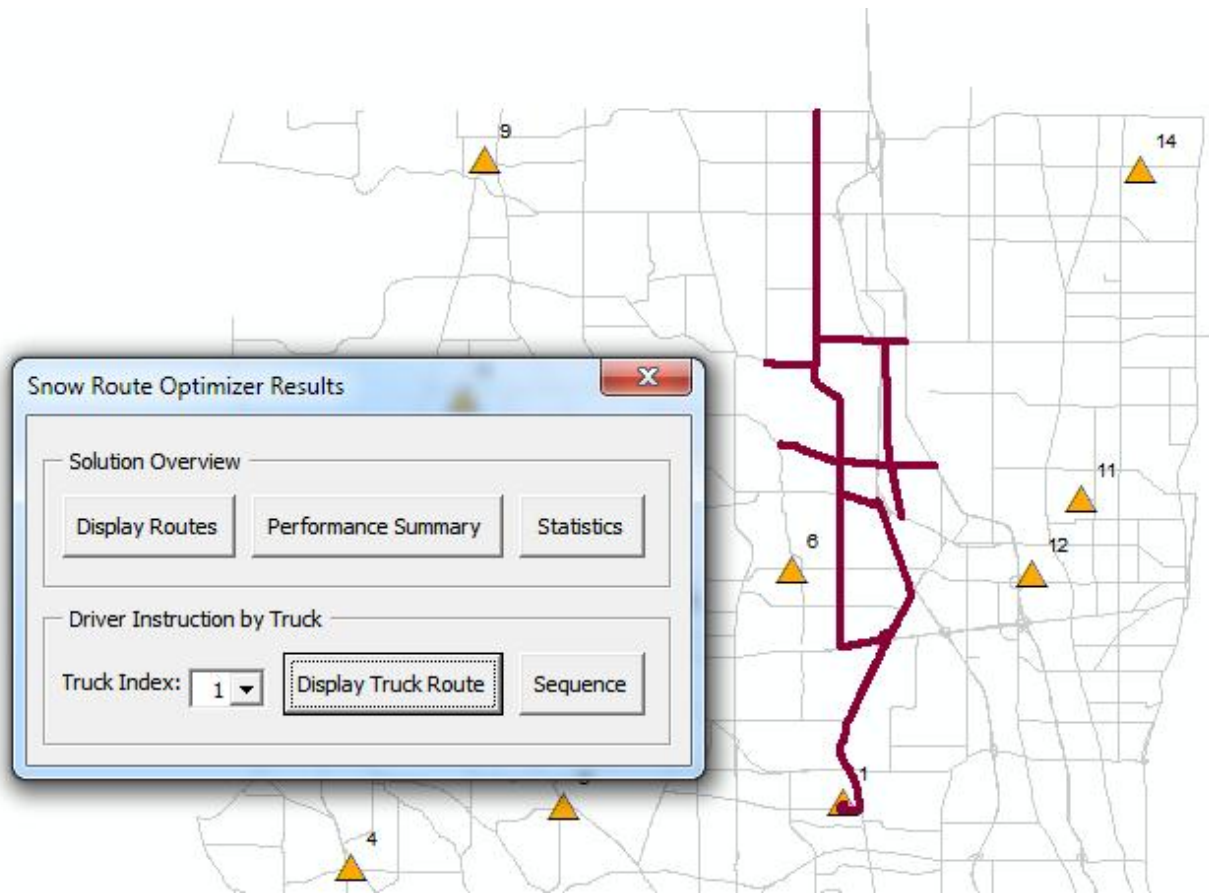 9
14
Snow Route Optimizer Results
Solution Overview
Display Routes Performance Summary Statistics
11
6
12
Driver Instruction by Truck
Truck Index: 1 Display Truck Route Sequence
1
4